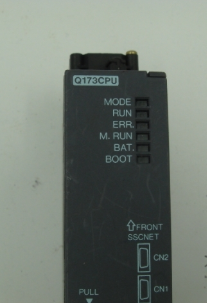 Q173CPU
MODE
RUN
ERR.
M. RUN
BAT.
BOOT
⇧FRONT
SSCNET
CN2
CN1
PULL
▼